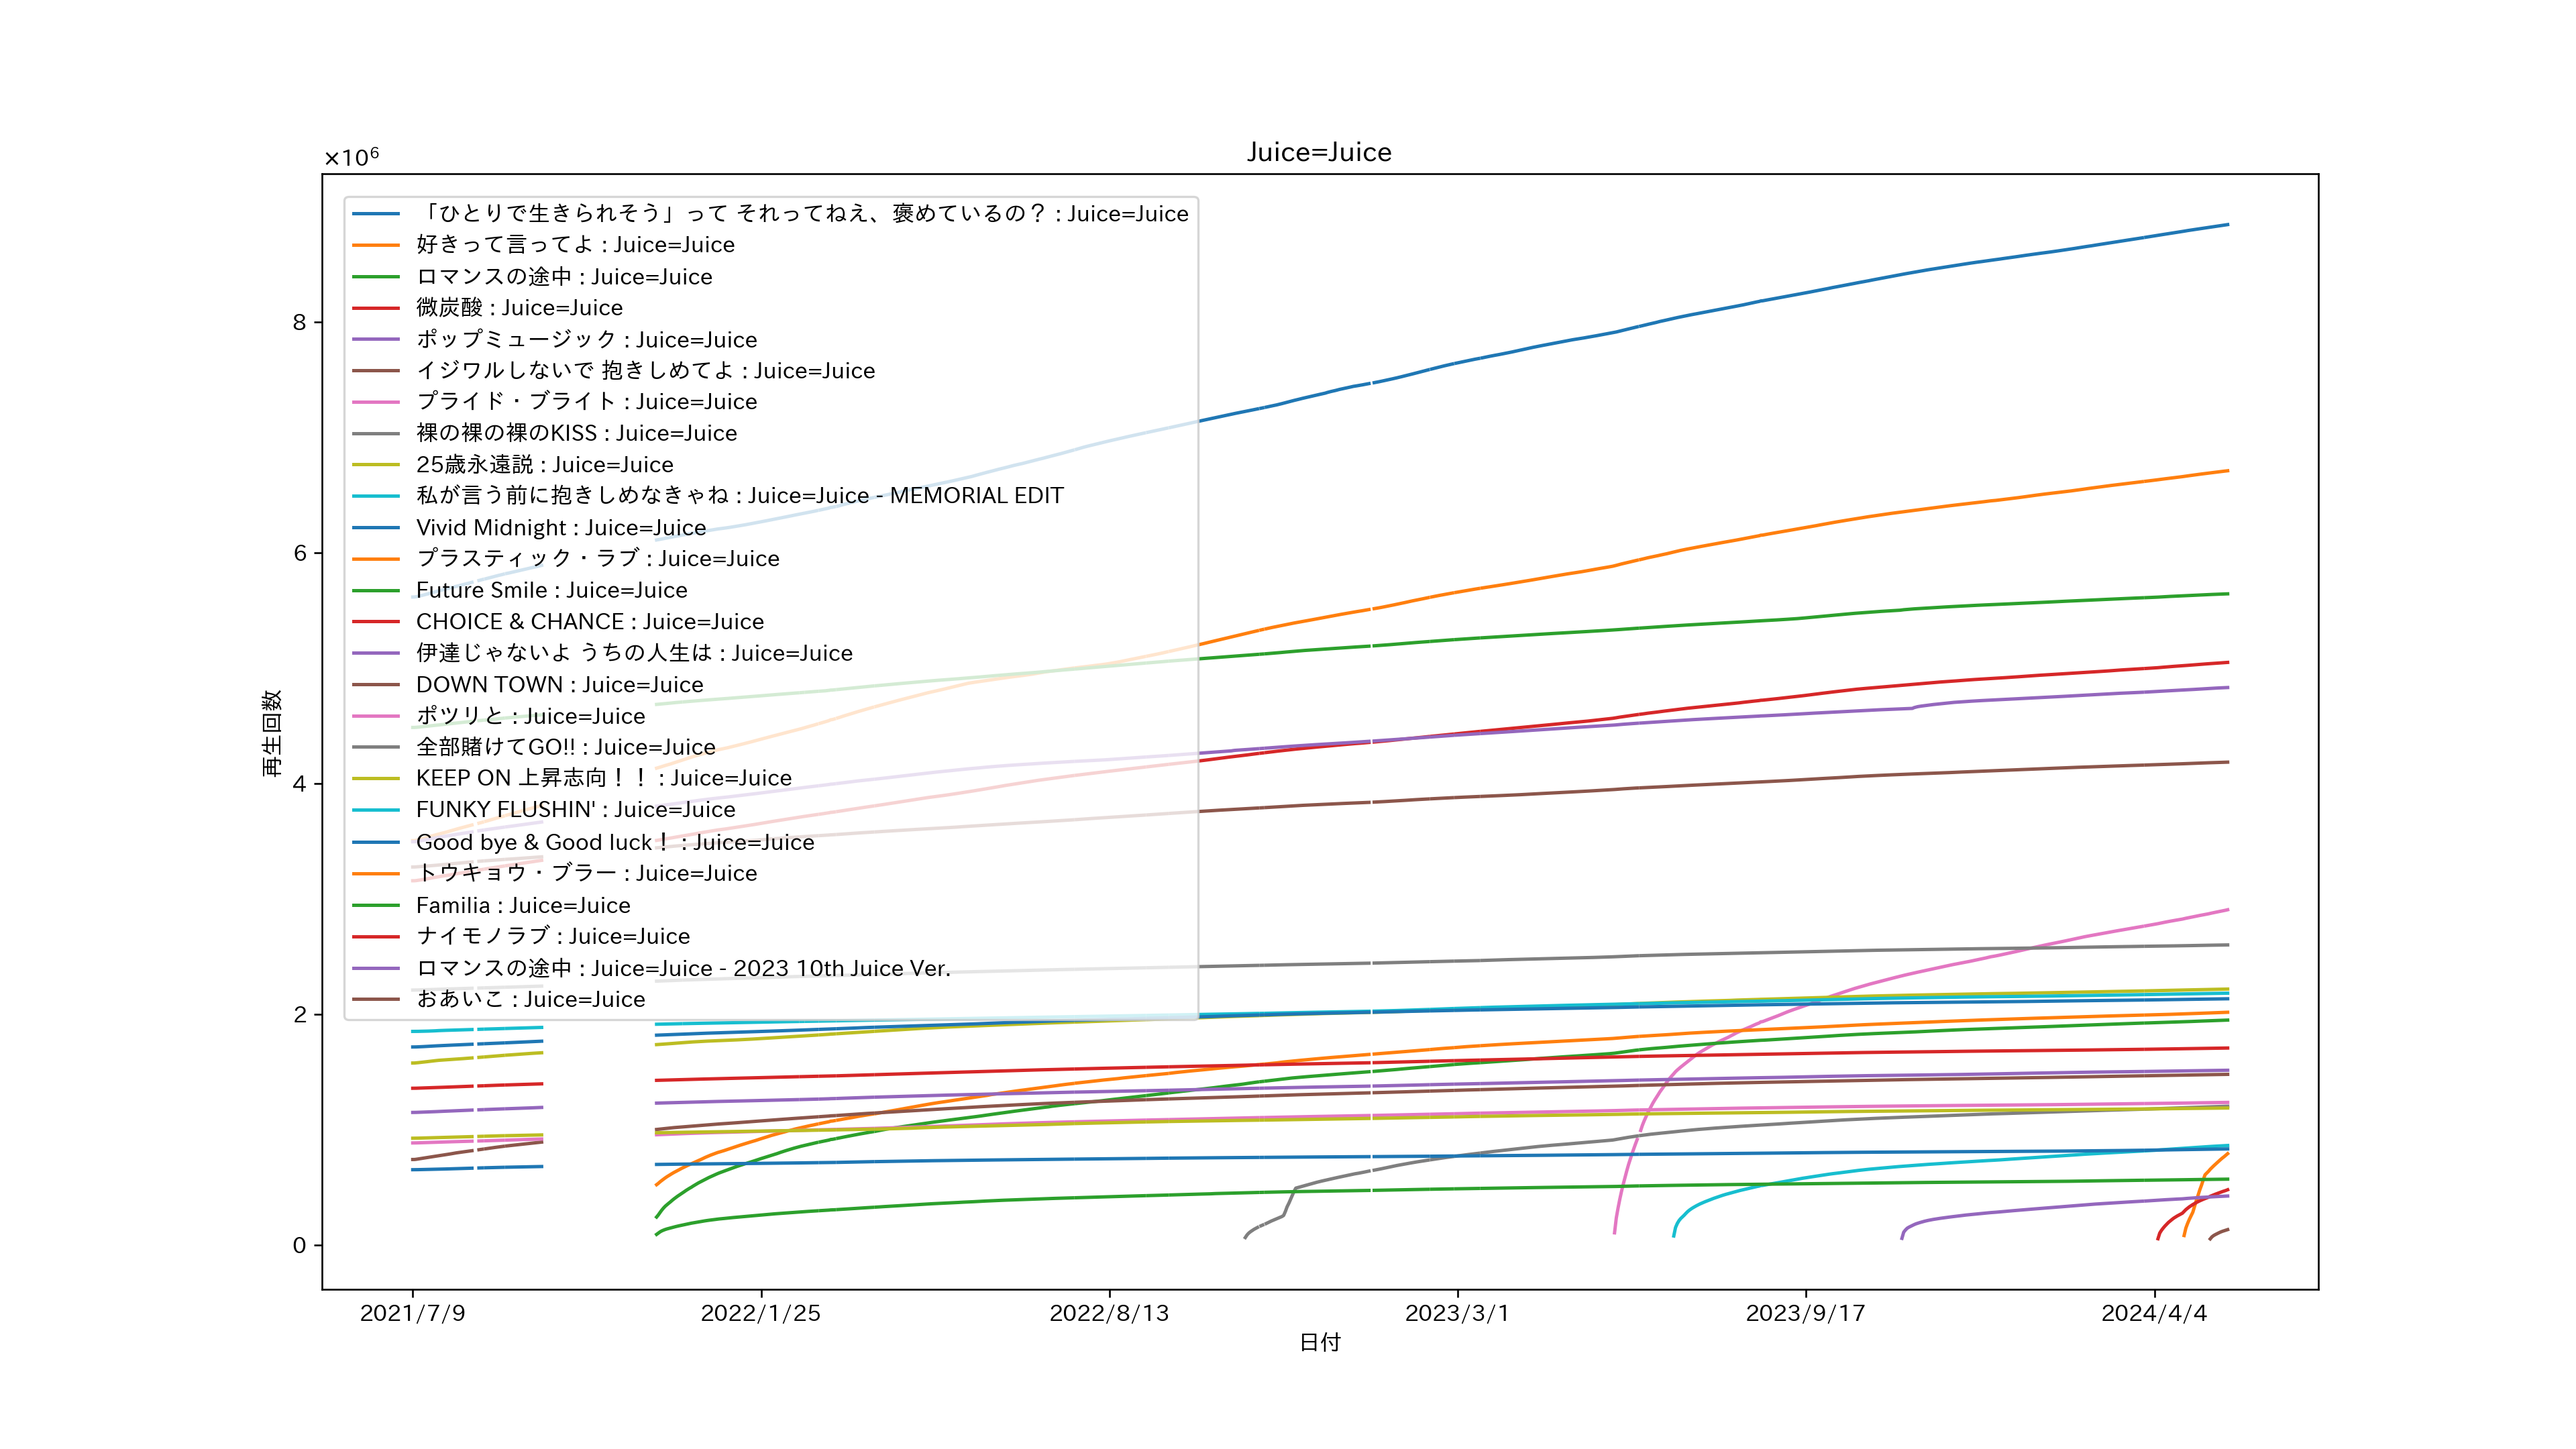 Juice=Juice
×10⁶
「ひとりで生きられそう」って それってねえ、褒めているの？ : Juice=Juice
好きって言ってよ : Juice=Juice
ロマンスの途中 : Juice=Juice
微炭酸 : Juice=Juice
ポップミュージック : Juice=Juice
イジワルしないで 抱きしめてよ : Juice=Juice
プライド・ブライト : Juice=Juice
裸の裸の裸のKISS : Juice=Juice
25歳永遠説 : Juice=Juice
私が言う前に抱きしめなきゃね : Juice=Juice - MEMORIAL EDIT
Vivid Midnight : Juice=Juice
プラスティック・ラブ : Juice=Juice
Future Smile : Juice=Juice
CHOICE & CHANCE : Juice=Juice
伊達じゃないよ うちの人生は : Juice=Juice
DOWN TOWN : Juice=Juice
ポツリと : Juice=Juice
全部賭けてGO!! : Juice=Juice
KEEP ON 上昇志向！！ : Juice=Juice
FUNKY FLUSHIN' : Juice=Juice
Good bye & Good luck！ : Juice=Juice
トウキョウ・ブラー : Juice=Juice
Familia : Juice=Juice
ナイモノラブ : Juice=Juice
ロマンスの途中 : Juice=Juice - 2023 10th Juice Ver.
おあいこ : Juice=Juice
8
6
4
2
0
再生回数
2021/7/9
2022/1/25
2022/8/13
2023/3/1
2023/9/17
2024/4/4
日付